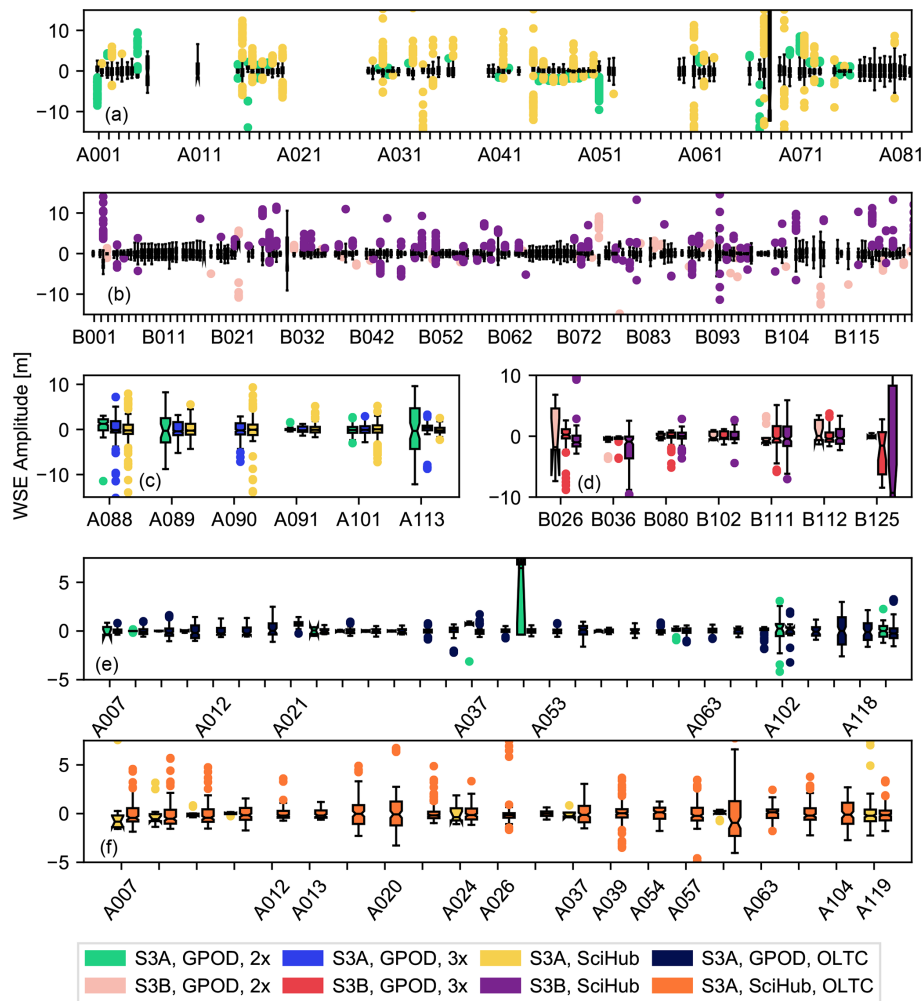 WSE Amplitude [m]
10
0
−10
(a)
A001 A011 A021 A031 A041 A051 A061 A071 A081
10
0
−10
(b)
B001 B011 B021 B032 B042 B052 B062 B072 B083 B093 B104 B115
10
0
−10
(c)
A088 A089 A090 A091 A101 A113
10
0
−10
(d)
B026 B036 B080 B102 B111 B112 B125
5
0
−5
(e)
A007 A012 A021 A037 A053 A063 A102 A118
5
0
−5
(f)
A007 A012 A013 A020 A024 A026 A037 A039 A054 A057 A063 A104 A119
S3A, GPOD, 2x S3A, GPOD, 3x S3A, SciHub S3A, GPOD, OLTC
S3B, GPOD, 2x S3B, GPOD, 3x S3B, SciHub S3A, SciHub, OLTC